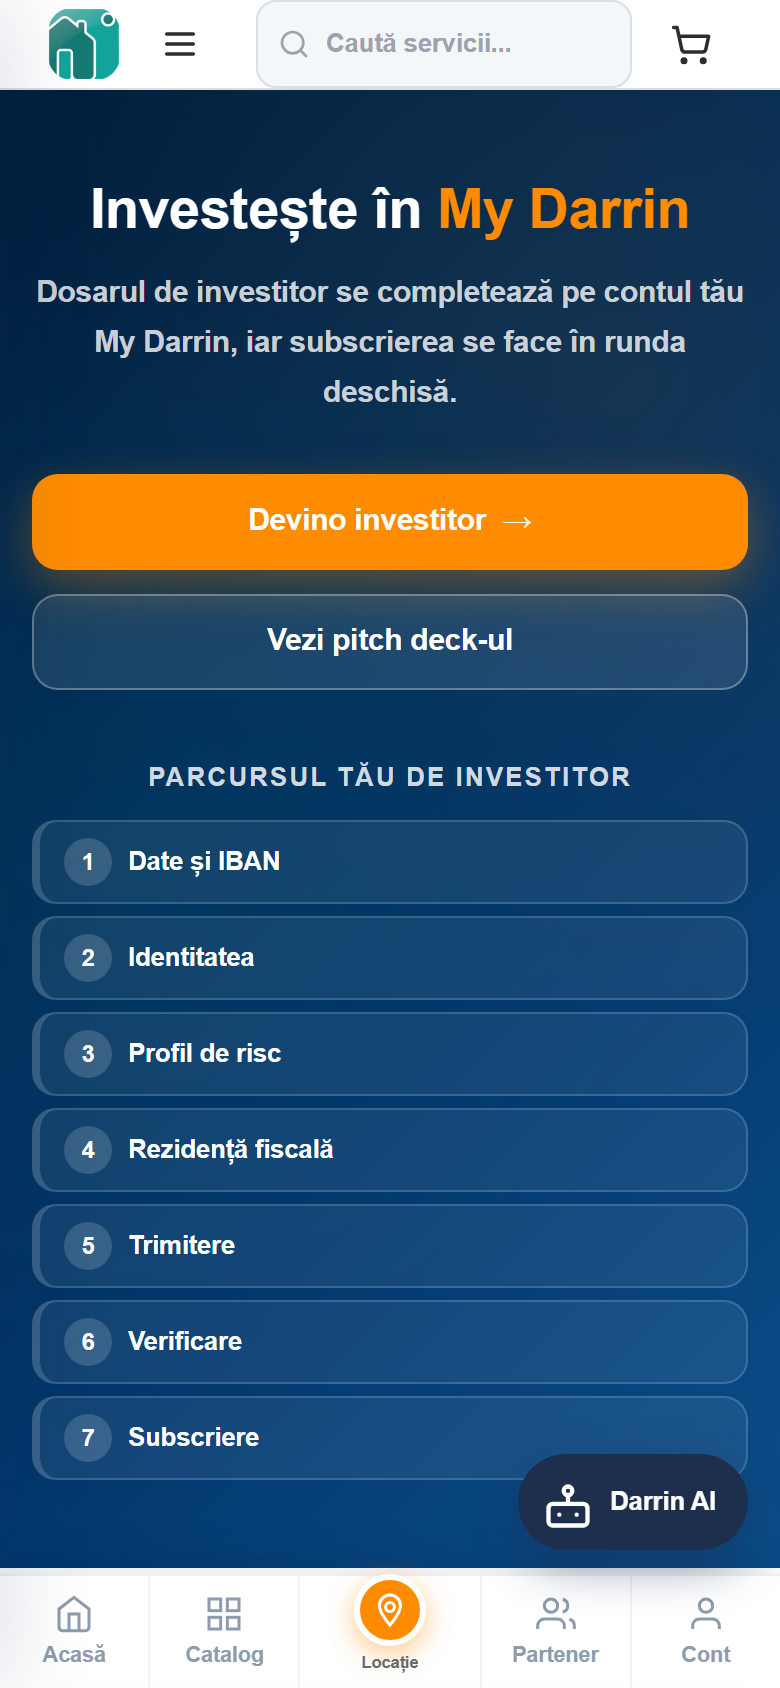 Caută servicii...
Investește în My Darrin
Dosarul de investitor se completează pe contul tău
My Darrin, iar subscrierea se face în runda
deschisă.
Devino investitor →
Vezi pitch deck-ul
PARCURSUL TĂU DE INVESTITOR
1 Date și IBAN
2 Identitatea
3 Profil de risc
4 Rezidență fiscală
5 Trimitere
6 Verificare
7 Subscriere
Darrin AI
Acasă
Catalog
Locație
Partener
Cont